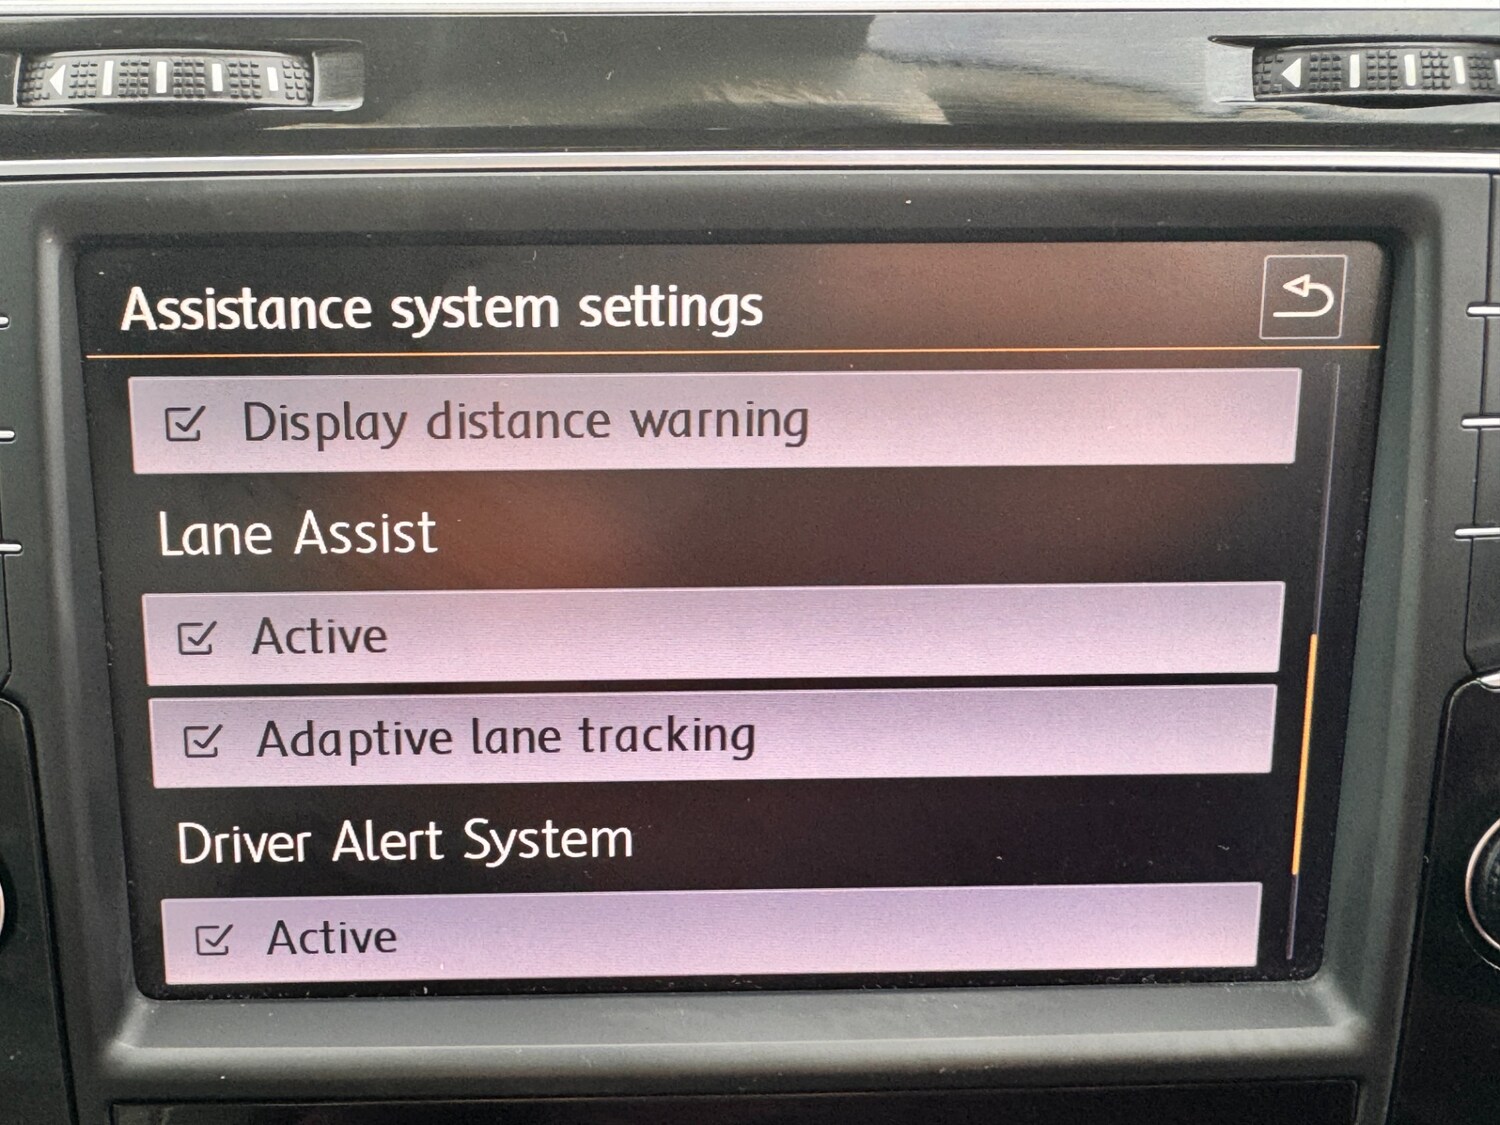 Assistance system settings
Display distance warning
Lane Assist
Active
Adaptive lane tracking
Driver Alert System
Active